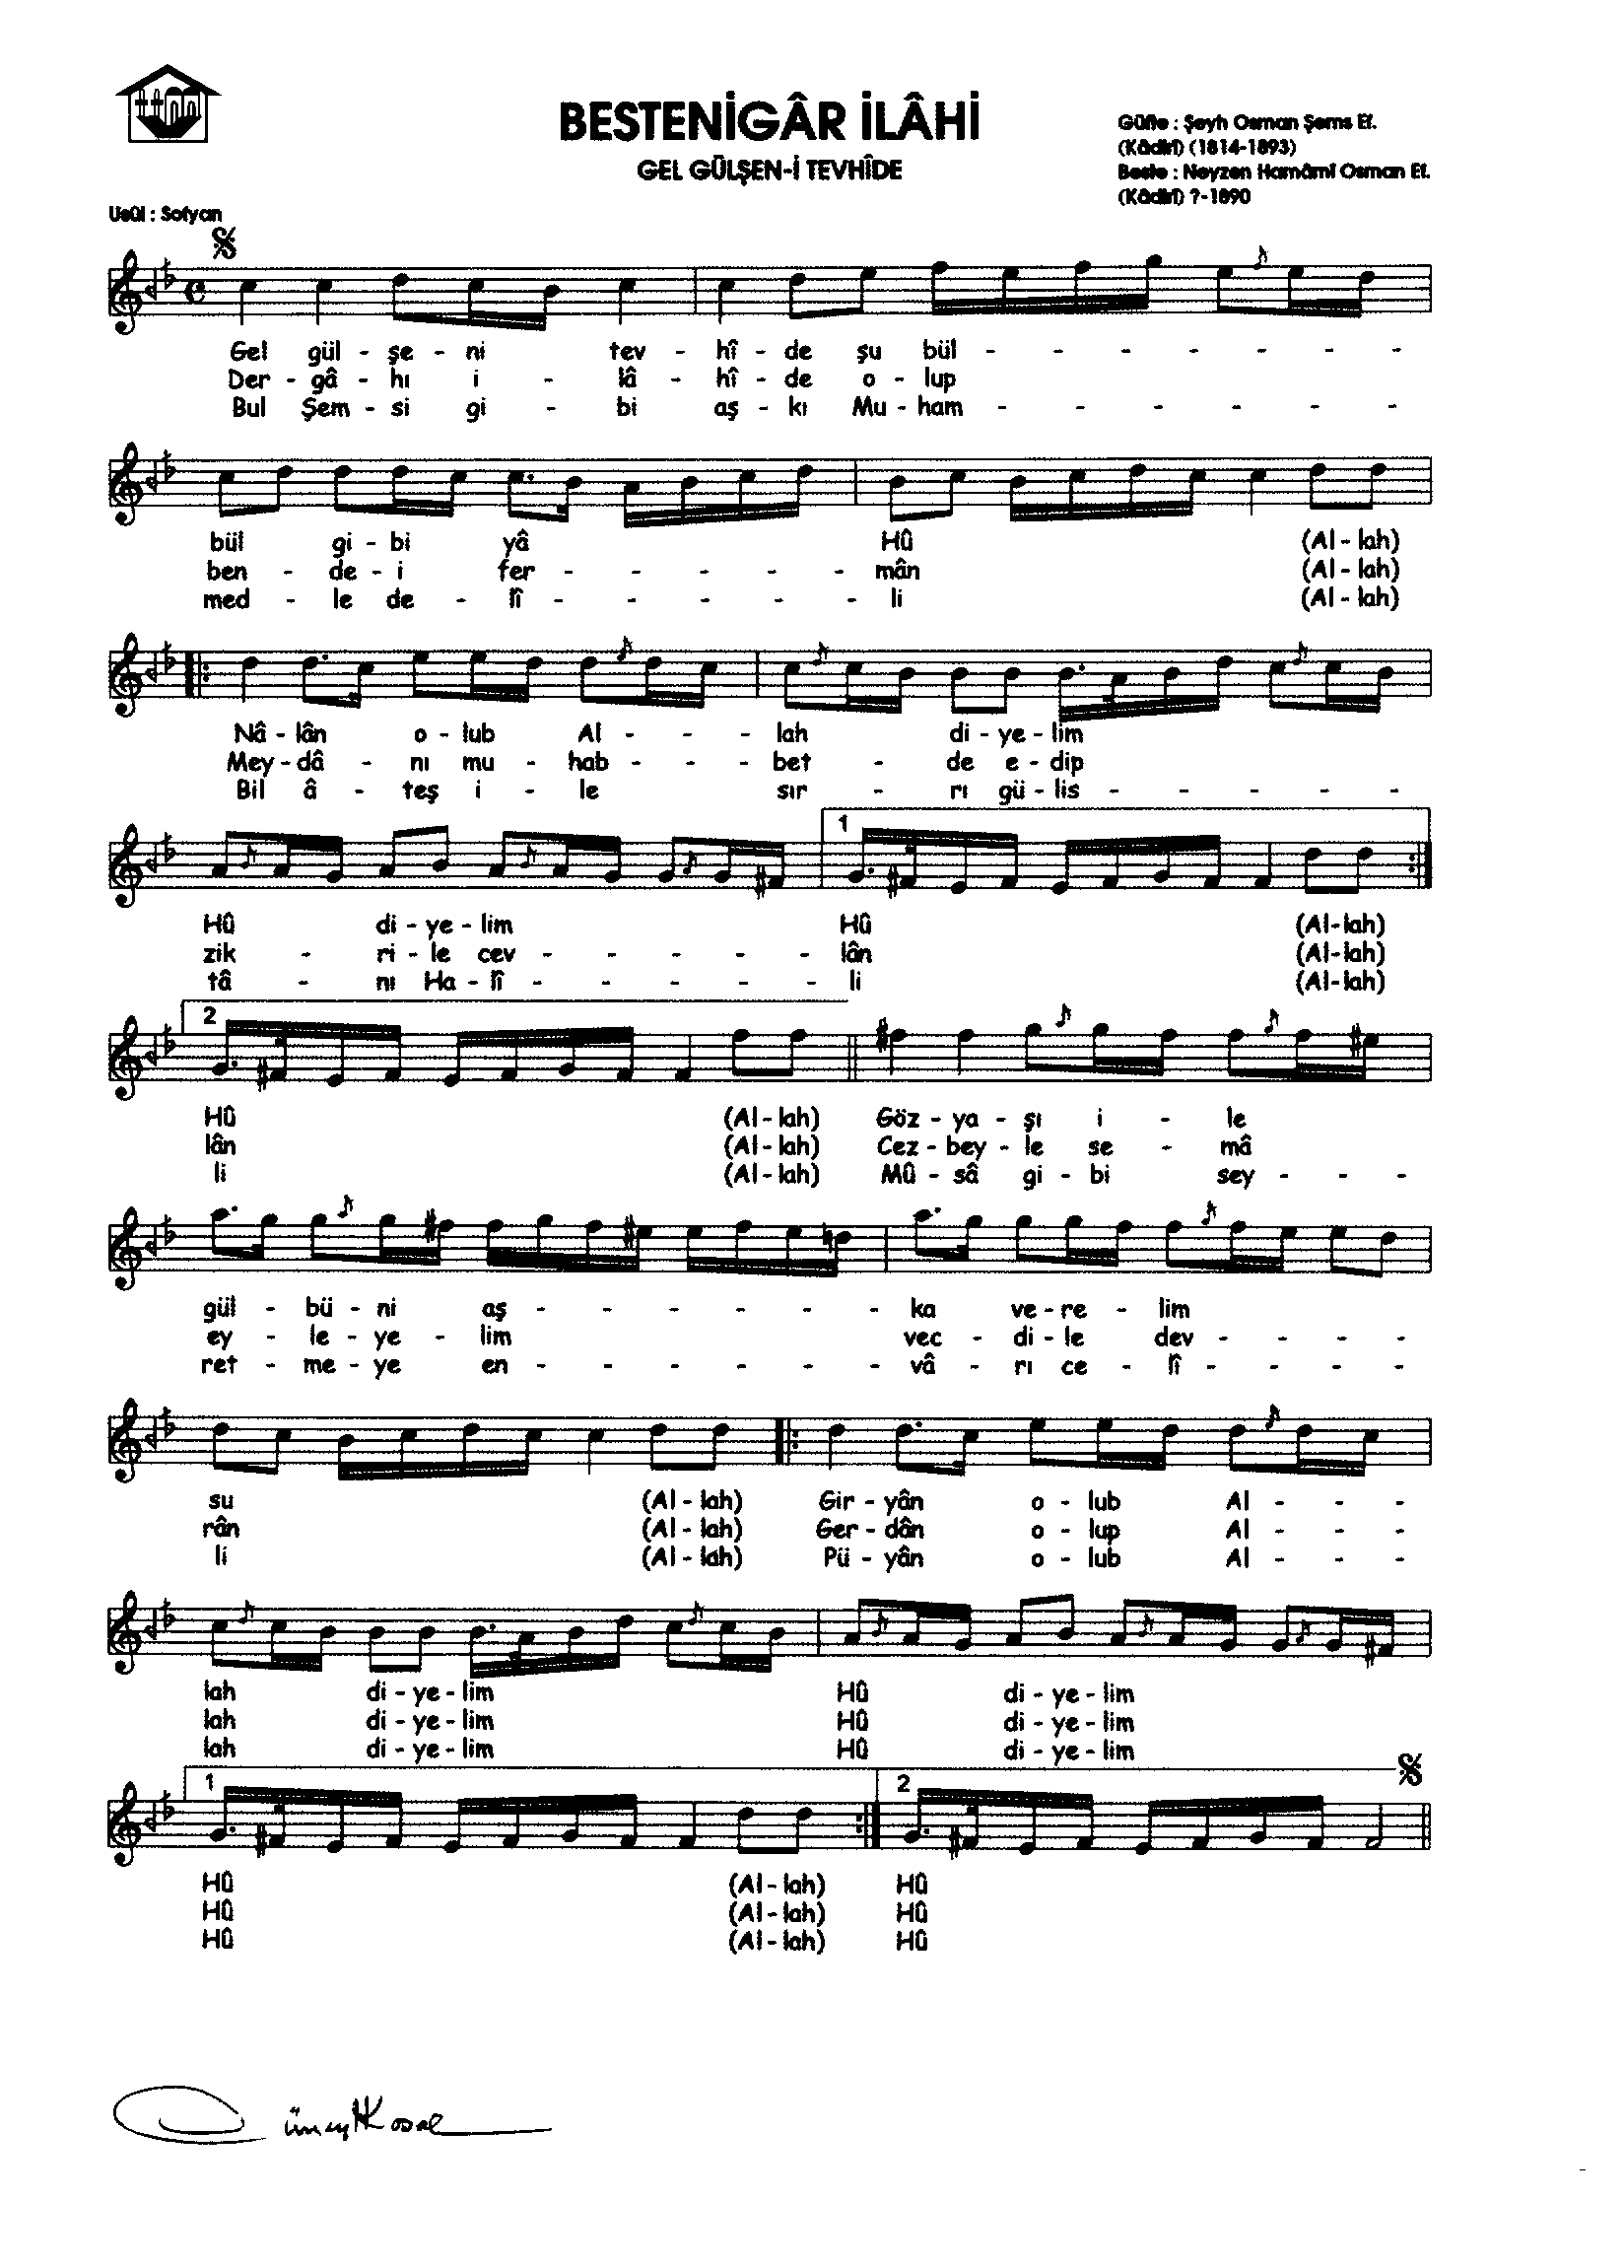 BESTENİGÂR İLÂHİ
GEL GÜLŞEN-İ TEVHÎDE
Güfte : Şeyh Osman Şems Ef.
(Kâdirî) (1814-1893)
Beste : Neyzen Hamâmî Osman Ef.
(Kâdirî) ?-1890
Usûl : Sofyan
Gel gül - şe - ni tev - hî - de şu bül - - - - - - -
Der - gâ - hı i - lâ - hî - de o - lup
Bul Şem - si gi - bi aş - kı Mu - ham - - - - - -
bül gi - bi yâ Hû (Al - lah)
ben - de - i fer - - - - - mân (Al - lah)
med - le de - lî - - - - - li (Al - lah)
Nâ - lân o - lub Al - - - lah di - ye - lim
Mey - dâ - nı mu - hab - - - bet - de e - dip
Bil â - teş i - le sır - rı gü - lis - - - - - -
1
Hû di - ye - lim Hû (Al - lah)
zik - ri - le cev - - - - - lân (Al - lah)
tâ - nı Ha - lî - - - - - li (Al - lah)
2
Hû (Al - lah) Göz - ya - şı i - le
lân (Al - lah) Cez - bey - le se - mâ
li (Al - lah) Mû - sâ gi - bi sey - - -
gül - bü - ni aş - - - - - - ka ve - re - lim
ey - le - ye - lim vec - di - le dev - - - -
ret - me - ye en - - - - - - vâ - rı ce - lî - - - -
su (Al - lah) Gir - yân o - lub Al - - -
rân (Al - lah) Ger - dân o - lup Al - - -
li (Al - lah) Pü - yân o - lub Al - - -
lah di - ye - lim Hû di - ye - lim
lah di - ye - lim Hû di - ye - lim
lah di - ye - lim Hû di - ye - lim
1 2
Hû (Al - lah) Hû
Hû (Al - lah) Hû
Hû (Al - lah) Hû